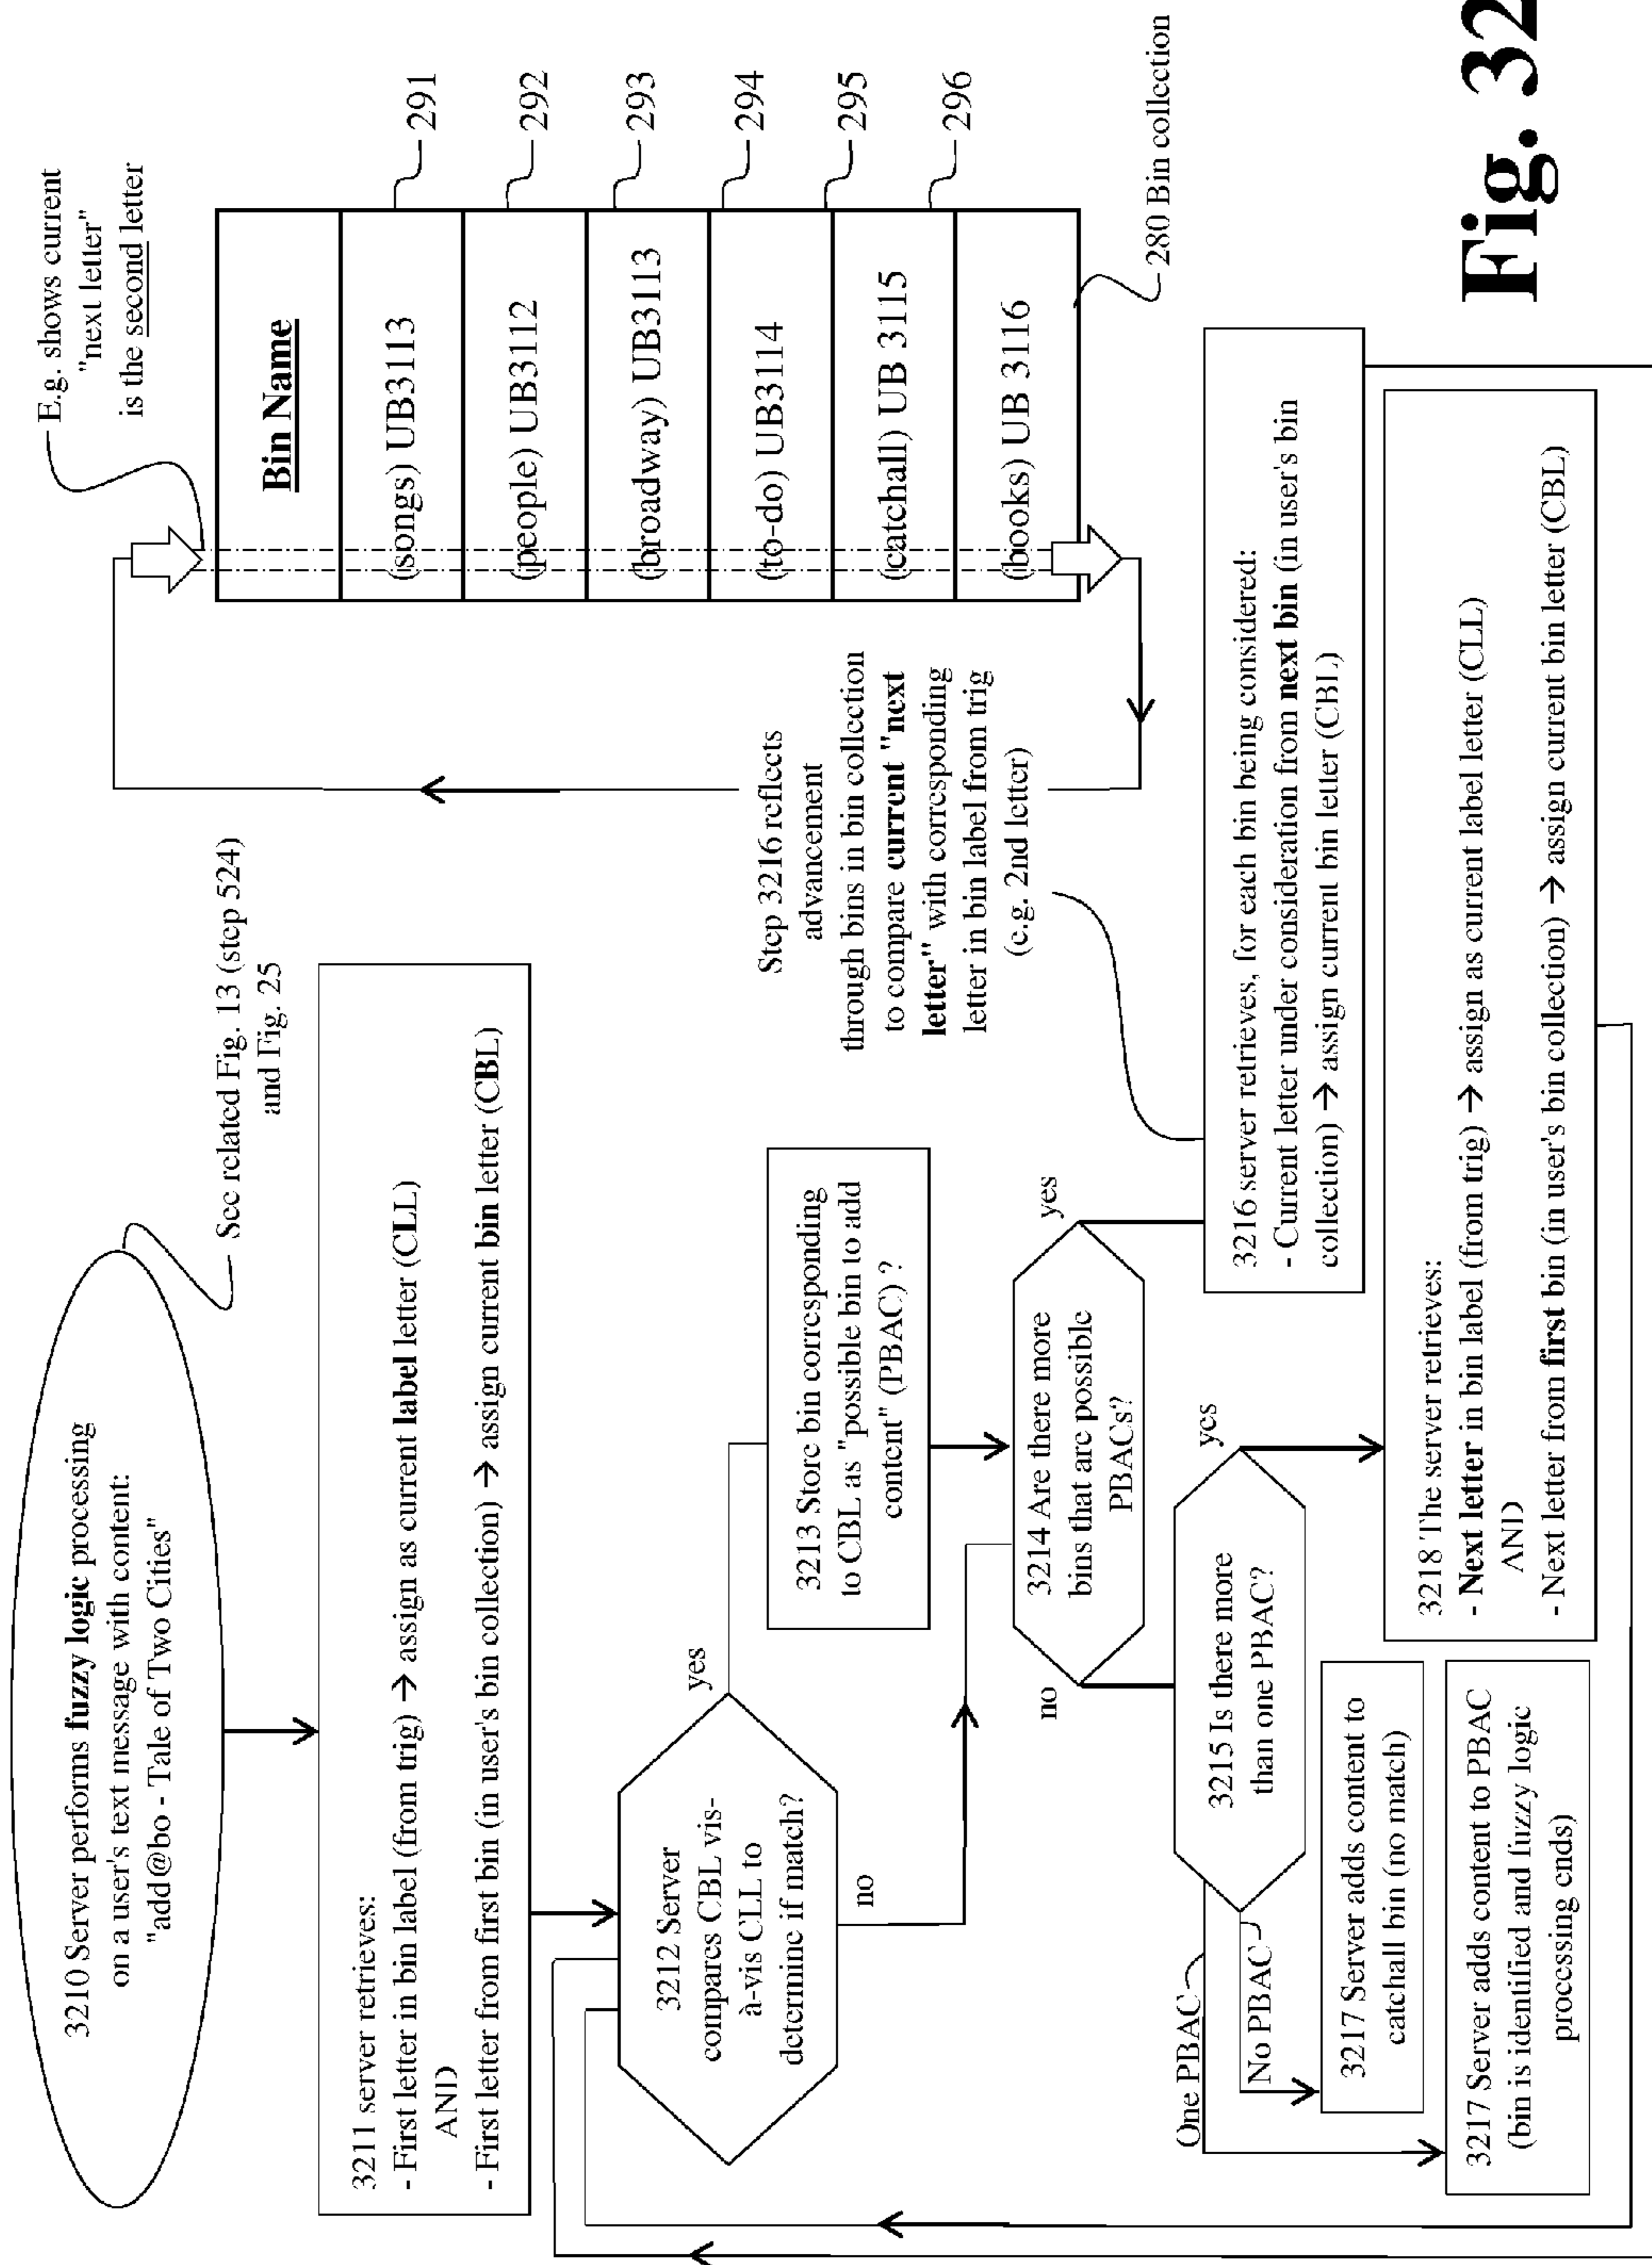 3210 Server performs fuzzy logic processing
on a user's text message with content:
"add@bo - Tale of Two Cities"
See related Fig. 13 (step 524)
and Fig. 25
3211 server retrieves:
- First letter in bin label (from trig) → assign as current label letter (CLL)
AND
- First letter from first bin (in user's bin collection) → assign current bin letter (CBL)
3212 Server
compares CBL vis-
à-vis CLL to
determine if match?
yes
no
3213 Store bin corresponding
to CBL as "possible bin to add
content" (PBAC) ?
3214 Are there more
bins that are possible
PBACs?
yes
no
3215 Is there more
than one PBAC?
yes
One PBAC
No PBAC
3217 Server adds content to
catchall bin (no match)
3217 Server adds content to PBAC
(bin is identified and fuzzy logic
processing ends)
E.g. shows current
"next letter"
is the second letter
Bin Name
(songs) UB3113
(people) UB3112
(broadway) UB3113
(to-do) UB3114
(catchall) UB 3115
(books) UB 3116
291
292
293
294
295
296
280 Bin collection
Step 3216 reflects
advancement
through bins in bin collection
to compare current "next
letter" with corresponding
letter in bin label from trig
(e.g. 2nd letter)
3216 server retrieves, for each bin being considered:
- Current letter under consideration from next bin (in user's bin
collection) → assign current bin letter (CBL)
3218 The server retrieves:
- Next letter in bin label (from trig) → assign as current label letter (CLL)
AND
- Next letter from first bin (in user's bin collection) → assign current bin letter (CBL)
Fig. 32